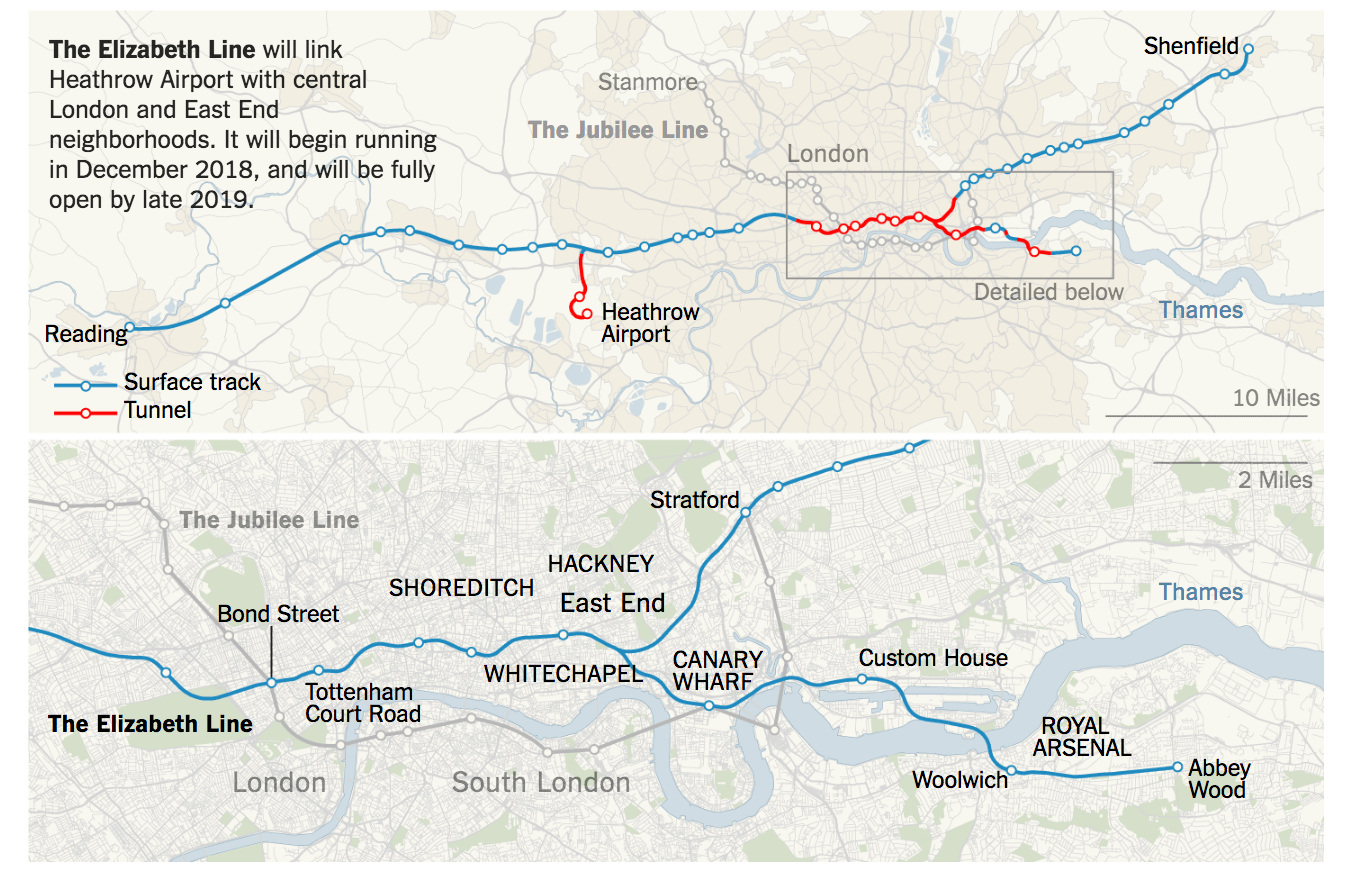 The Elizabeth Line will link
Heathrow Airport with central
London and East End
neighborhoods. It will begin running
in December 2018, and will be fully
open by late 2019.
Shenfield
Stanmore
The Jubilee Line
London
Detailed below
Thames
Heathrow
Airport
Reading
Surface track
Tunnel
10 Miles
2 Miles
Stratford
The Jubilee Line
HACKNEY
SHOREDITCH
East End
Thames
Bond Street
WHITECHAPEL
CANARY
WHARF
Custom House
Tottenham
Court Road
The Elizabeth Line
ROYAL
ARSENAL
London
South London
Woolwich
Abbey
Wood